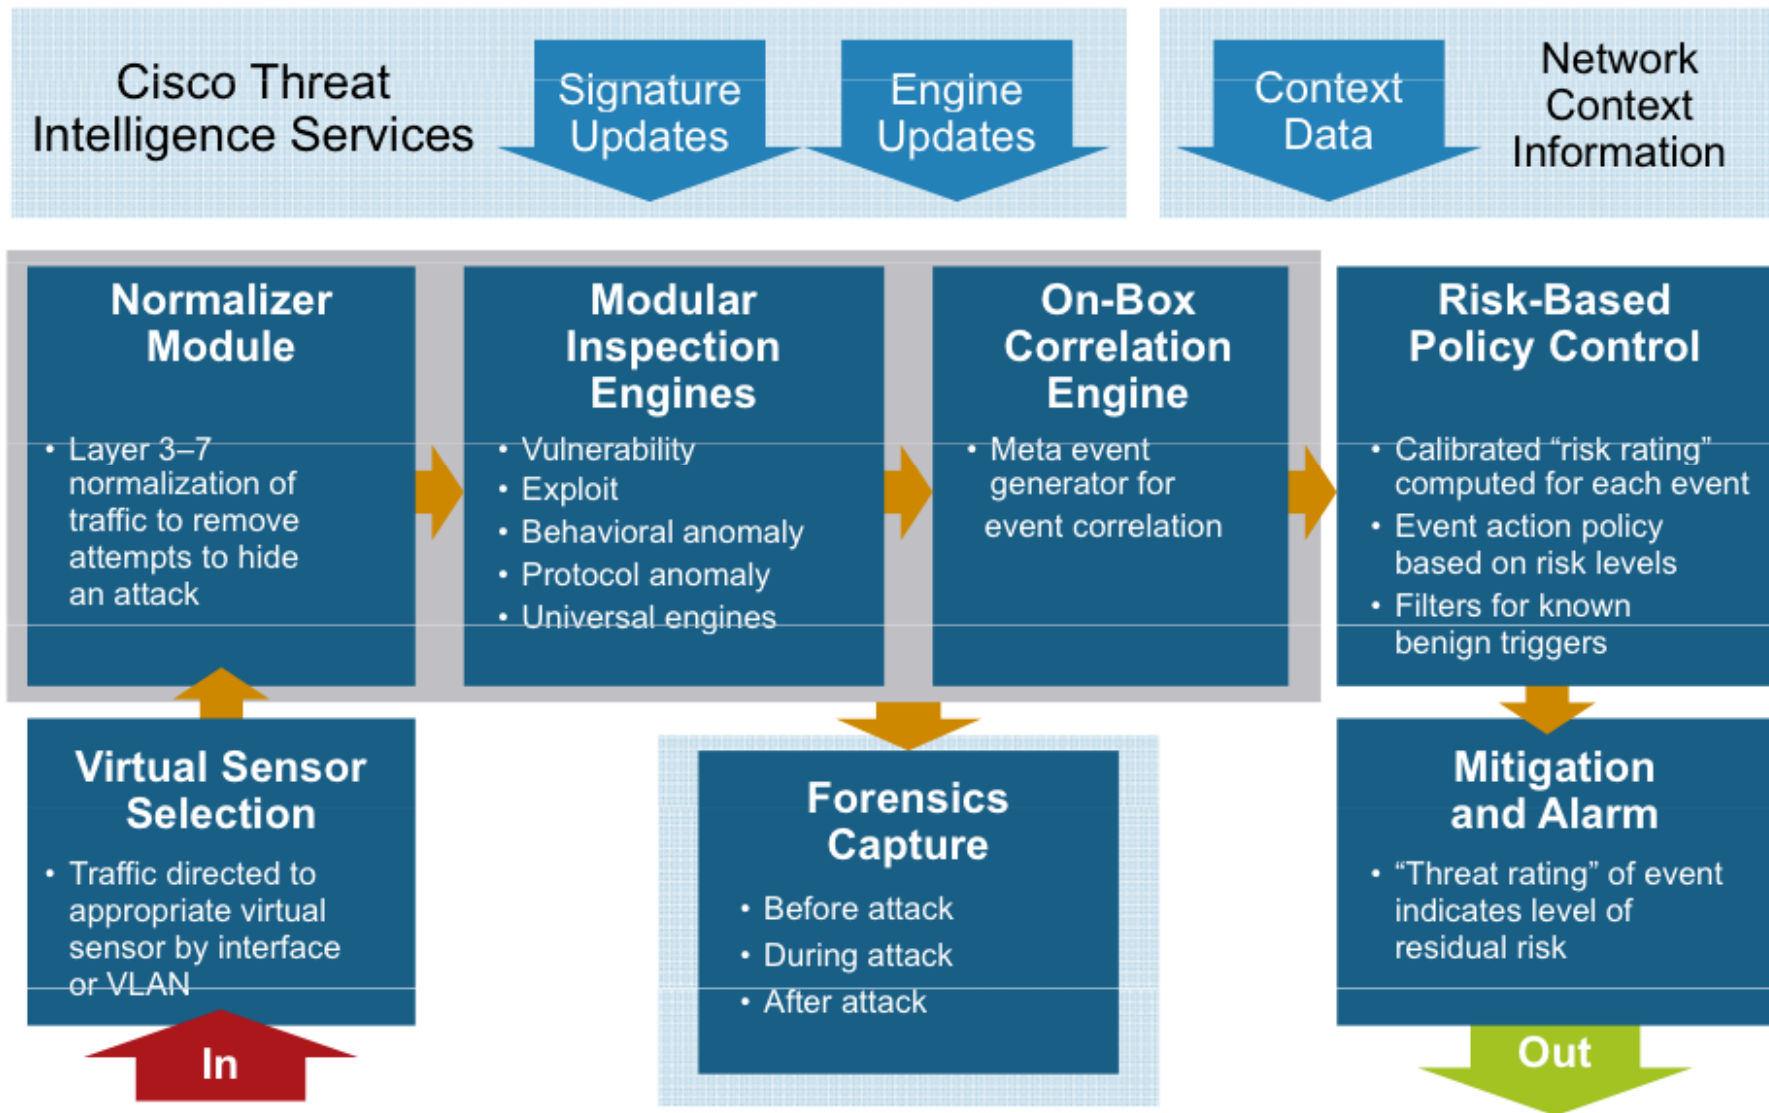 Cisco Threat
Intelligence Services
Signature
Updates
Engine
Updates
Context
Data
Network
Context
Information
Normalizer
Module
• Layer 3–7
normalization of
traffic to remove
attempts to hide
an attack
Modular
Inspection
Engines
• Vulnerability
• Exploit
• Behavioral anomaly
• Protocol anomaly
• Universal engines
On-Box
Correlation
Engine
• Meta event
generator for
event correlation
Risk-Based
Policy Control
• Calibrated “risk rating”
computed for each event
• Event action policy
based on risk levels
• Filters for known
benign triggers
Virtual Sensor
Selection
• Traffic directed to
appropriate virtual
sensor by interface
or VLAN
In
Forensics
Capture
• Before attack
• During attack
• After attack
Mitigation
and Alarm
• “Threat rating” of event
indicates level of
residual risk
Out